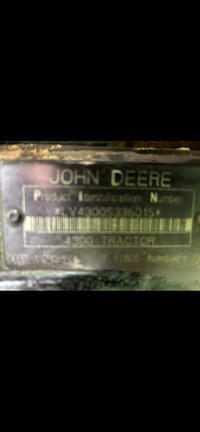 JOHN DEERE
Product Identification Number
*LV4300S336015*
4300 TRACTOR